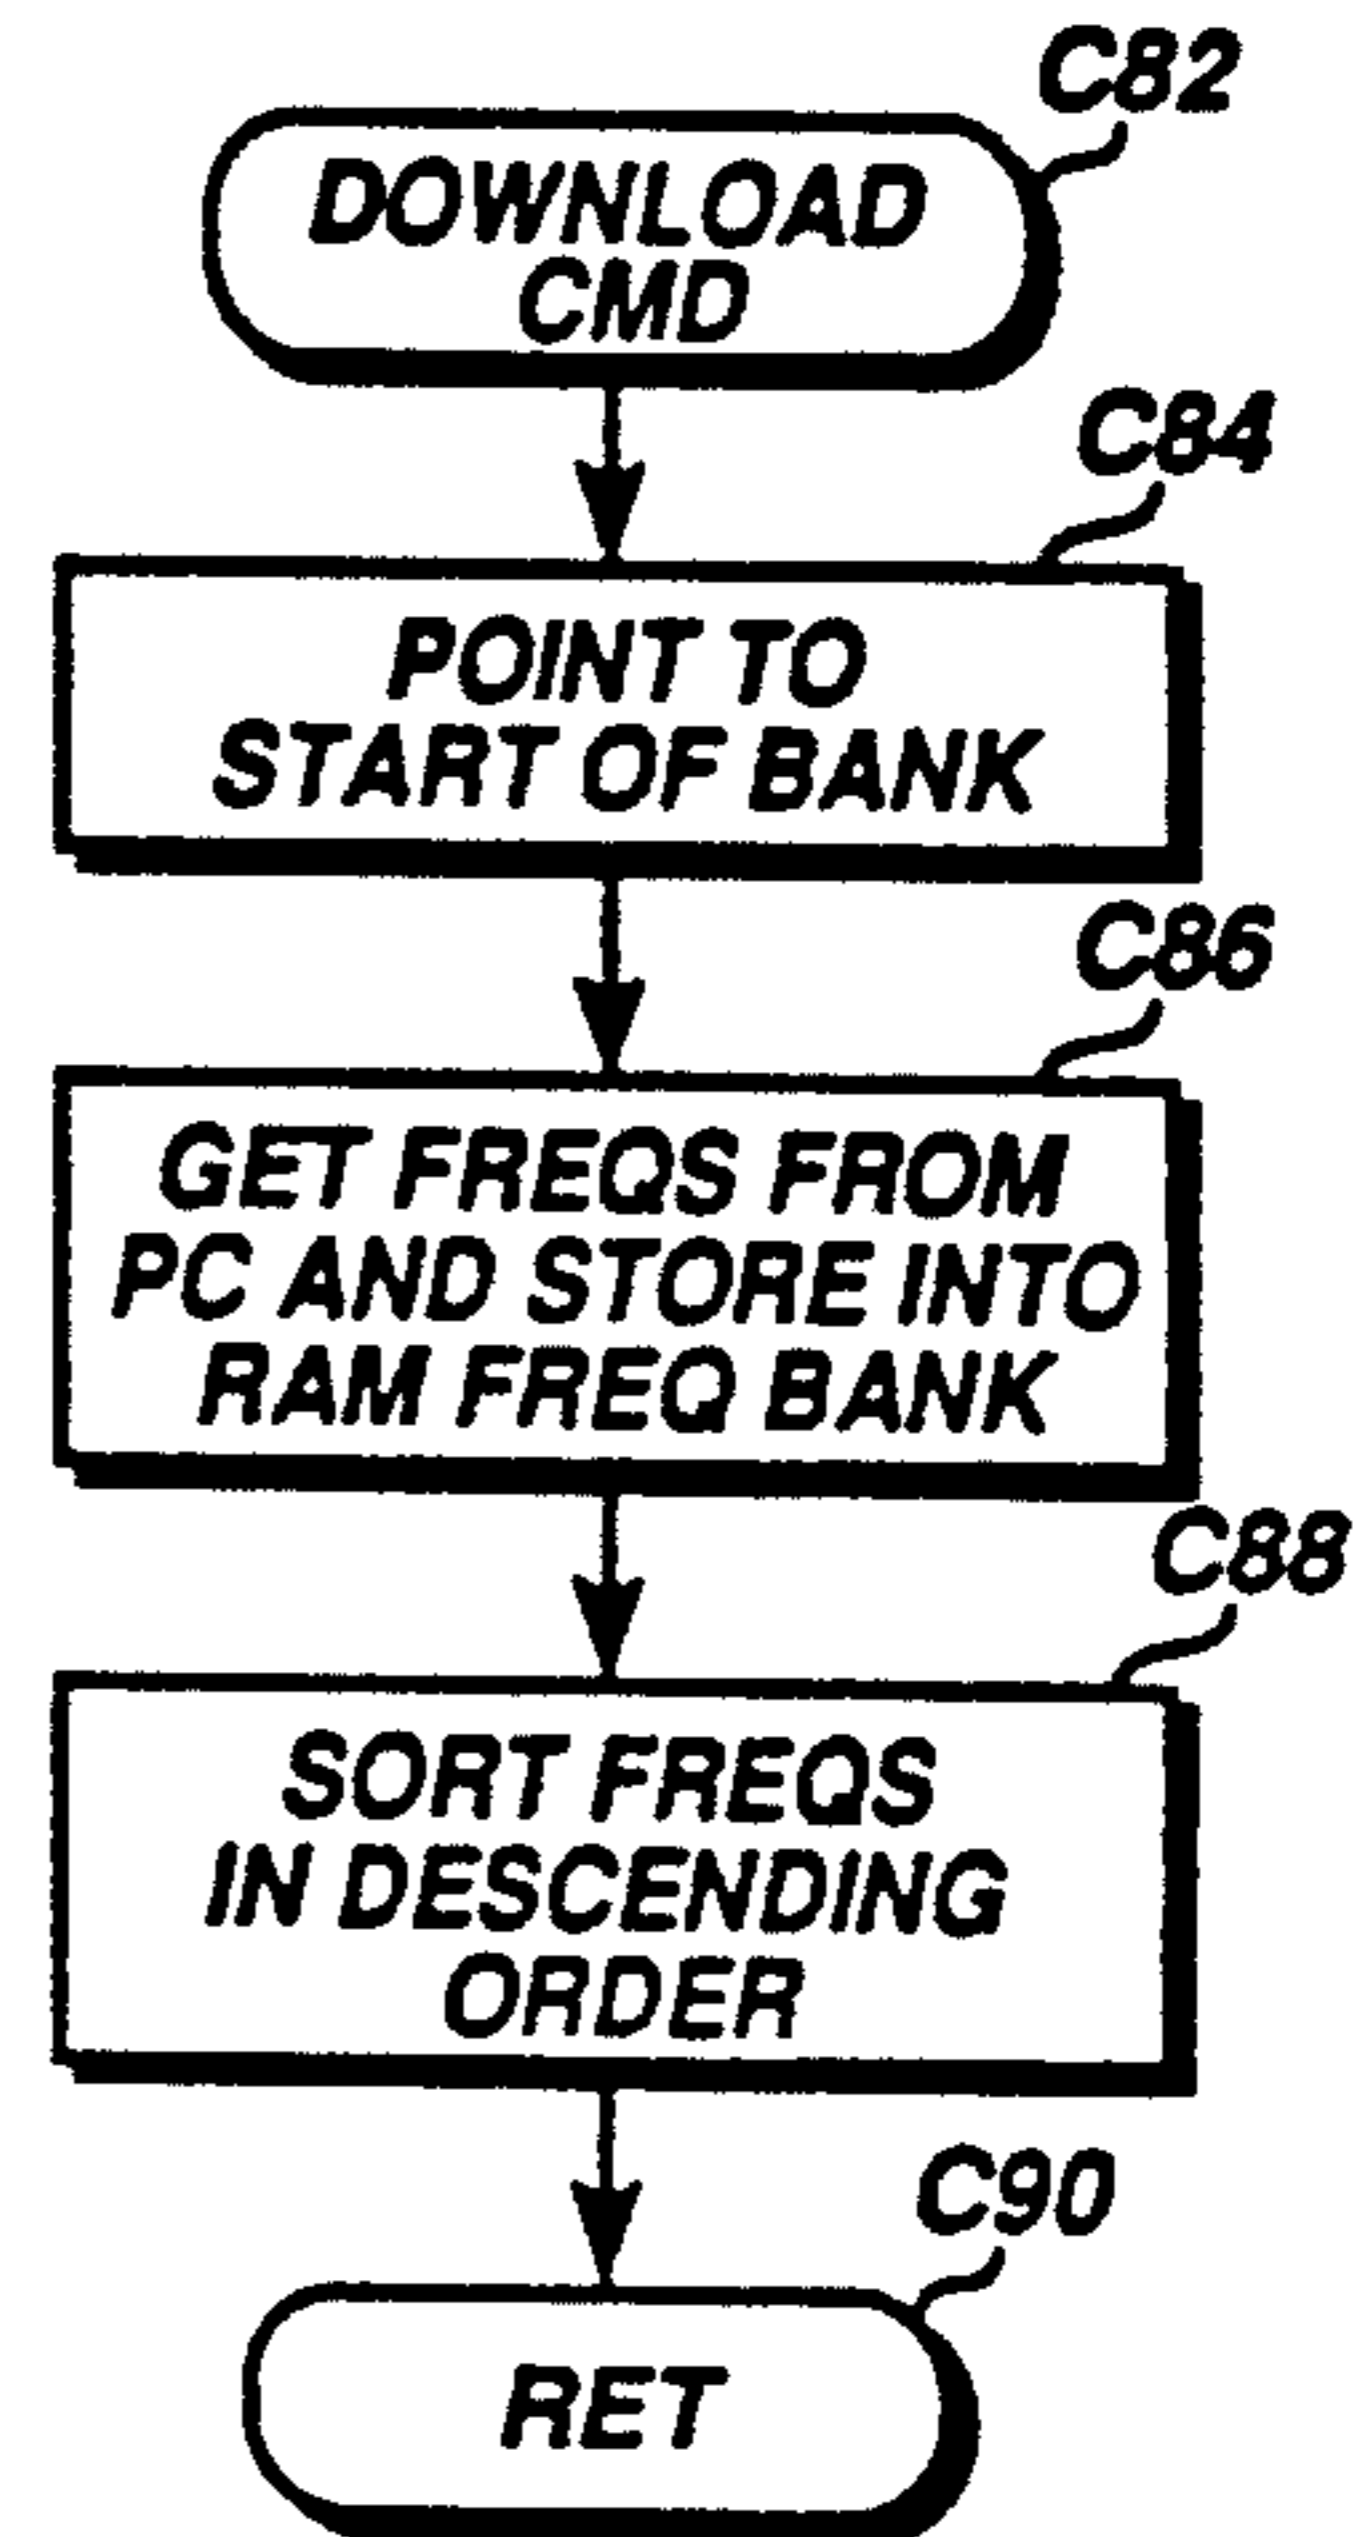 C82
DOWNLOAD
CMD
C84
POINT TO
START OF BANK
C86
GET FREQS FROM
PC AND STORE INTO
RAM FREQ BANK
C88
SORT FREQS
IN DESCENDING
ORDER
C90
RET